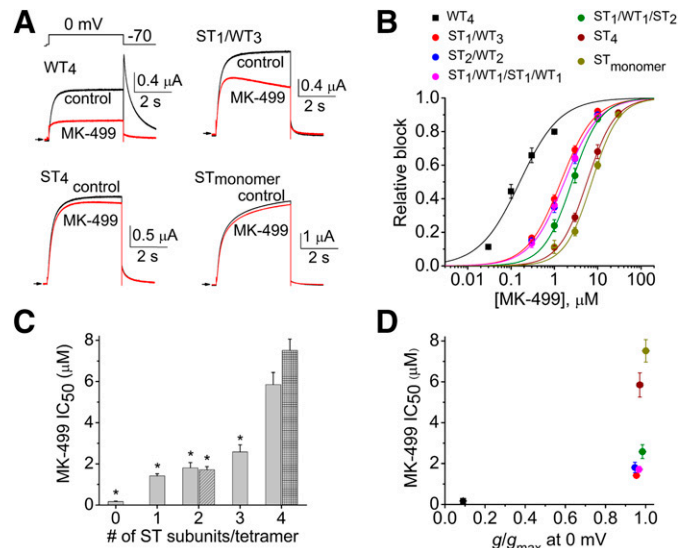 A
0 mV
-70
WT4
control
MK-499
0.4 μA
2 s
ST1/WT3
control
MK-499
0.4 μA
2 s
ST4
control
MK-499
0.5 μA
2 s
STmonomer
control
MK-499
1 μA
2 s
B
WT4
ST1/WT3
ST2/WT2
ST1/WT1/ST1/WT1
ST1/WT1/ST2
ST4
STmonomer
Relative block
1.0
0.8
0.6
0.4
0.2
0.0
0.01 0.1 1 10 100
[MK-499], μM
C
MK-499 IC50 (μM)
8
6
4
2
0
* * * * *
0 1 2 3 4
# of ST subunits/tetramer
D
MK-499 IC50 (μM)
8
6
4
2
0
0.0 0.2 0.4 0.6 0.8 1.0
g/gmax at 0 mV